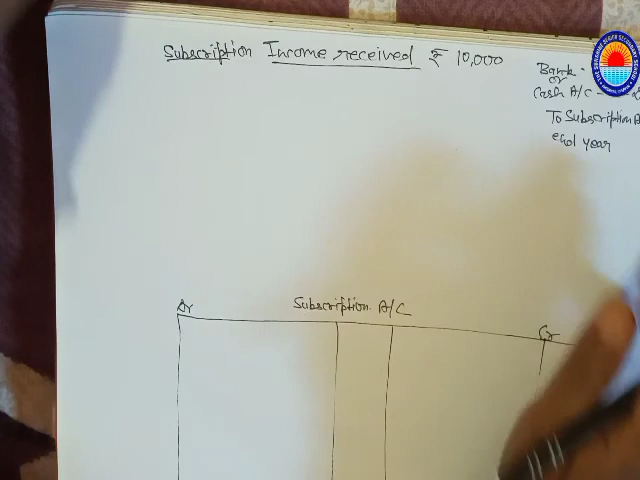 Subscription Income received ₹ 10,000
Bank -
or
Cash A/C -
To Subscription A
end year
Dr
Subscription A/C
Cr